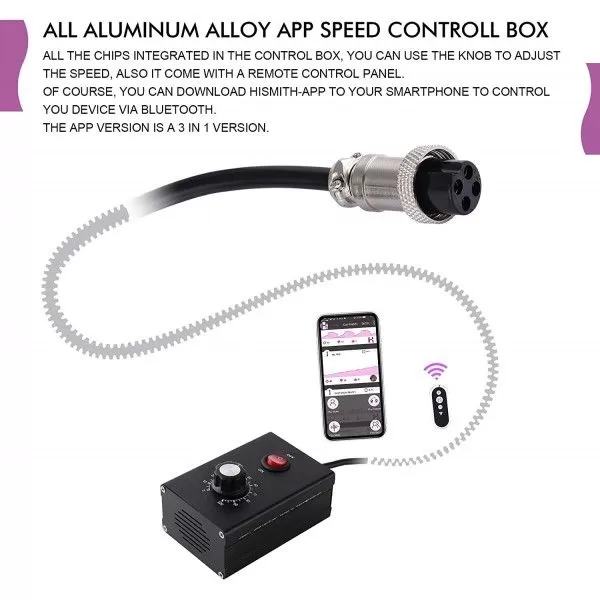 ALL ALUMINUM ALLOY APP SPEED CONTROLL BOX
ALL THE CHIPS INTEGRATED IN THE CONTROL BOX, YOU CAN USE THE KNOB TO ADJUST
THE SPEED, ALSO IT COME WITH A REMOTE CONTROL PANEL.
OF COURSE, YOU CAN DOWNLOAD HISMITH-APP TO YOUR SMARTPHONE TO CONTROL
YOU DEVICE VIA BLUETOOTH.
THE APP VERSION IS A 3 IN 1 VERSION.